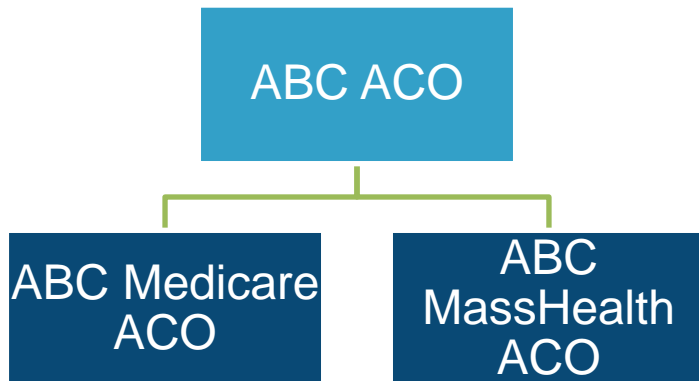 ABC ACO
ABC Medicare
ACO
ABC
MassHealth
ACO